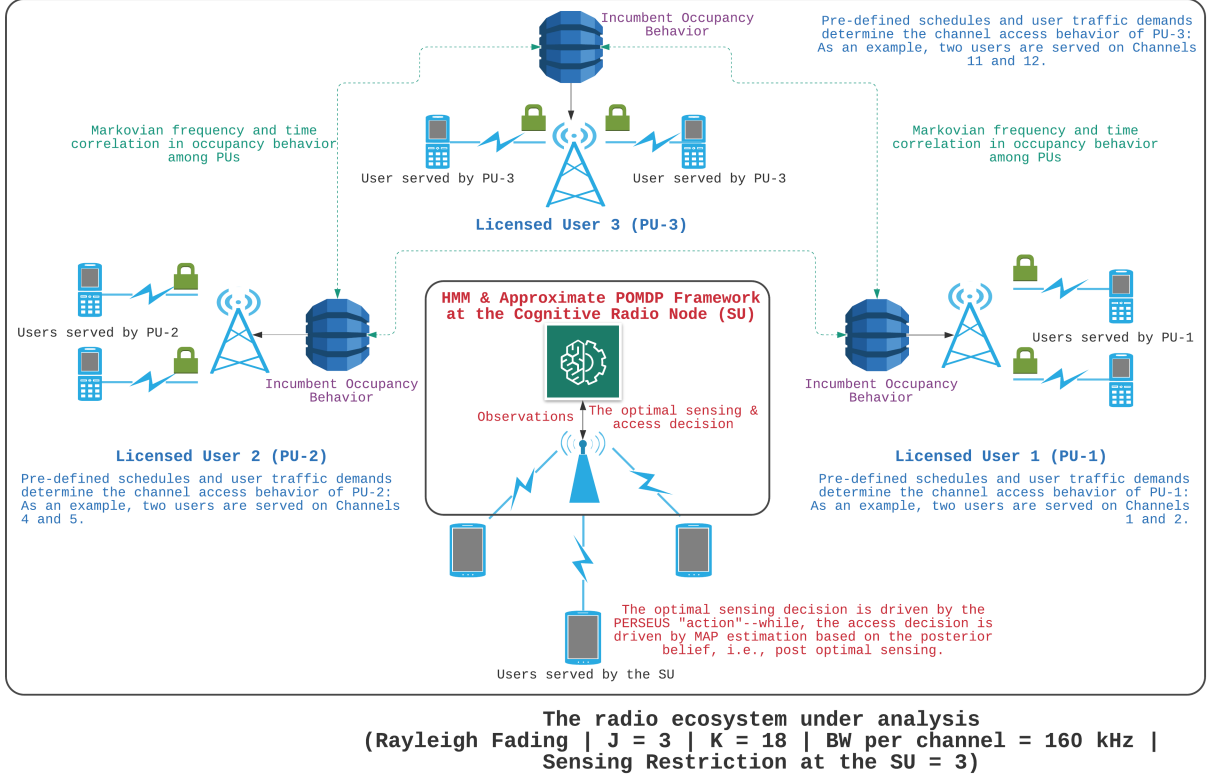 Incumbent Occupancy
Behavior
Pre-defined schedules and user traffic demands
determine the channel access behavior of PU-3:
As an example, two users are served on Channels
11 and 12.
Markovian frequency and time
correlation in occupancy behavior
among PUs
Markovian frequency and time
correlation in occupancy behavior
among PUs
User served by PU-3
User served by PU-3
Licensed User 3 (PU-3)
Users served by PU-2
Incumbent Occupancy
Behavior
Licensed User 2 (PU-2)
Pre-defined schedules and user traffic demands
determine the channel access behavior of PU-2:
As an example, two users are served on Channels
4 and 5.
HMM & Approximate POMDP Framework
at the Cognitive Radio Node (SU)
Observations
The optimal sensing &
access decision
Users served by PU-1
Incumbent Occupancy
Behavior
Licensed User 1 (PU-1)
Pre-defined schedules and user traffic demands
determine the channel access behavior of PU-1:
As an example, two users are served on Channels
1 and 2.
The optimal sensing decision is driven by the
PERSEUS "action"--while, the access decision is
driven by MAP estimation based on the posterior
belief, i.e., post optimal sensing.
Users served by the SU
The radio ecosystem under analysis
(Rayleigh Fading | J = 3 | K = 18 | BW per channel = 160 kHz |
Sensing Restriction at the SU = 3)